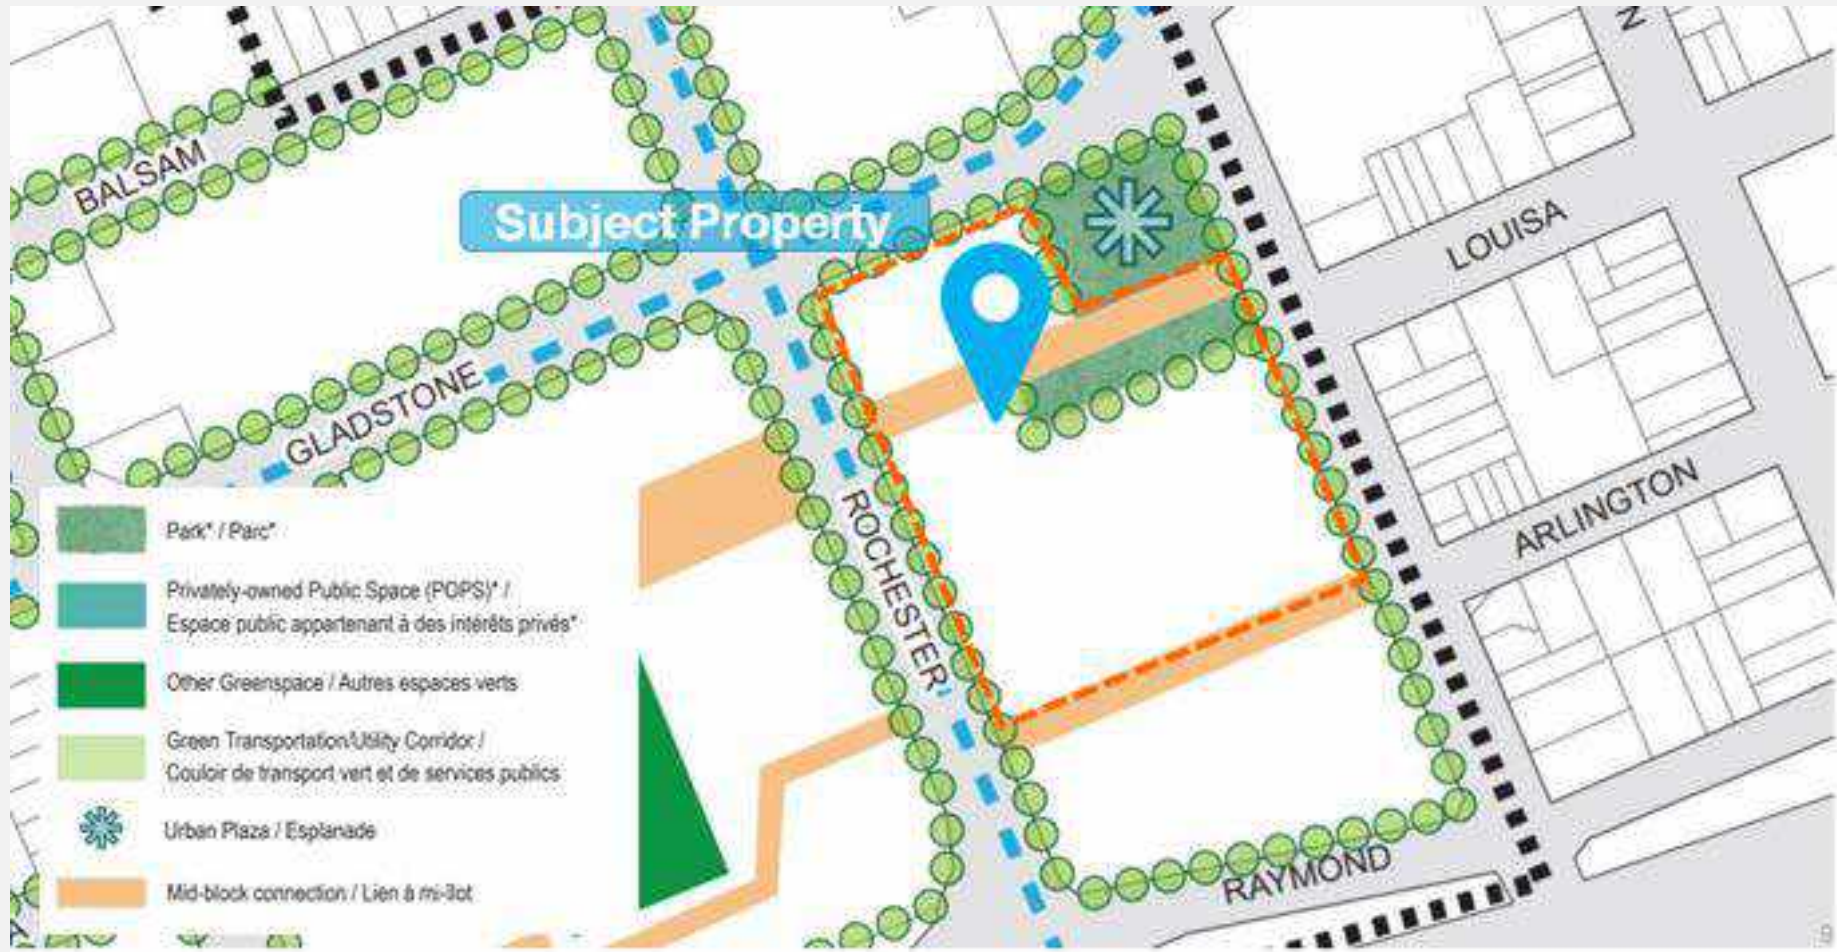 N
BALSAM
Subject Property
LOUISA
GLADSTONE
ROCHESTER
ARLINGTON
RAYMOND
Park* / Parc*
Privately-owned Public Space (POPS)* /
Espace public appartenant à des intérêts privés*
Other Greenspace / Autres espaces verts
Green Transportation/Utility Corridor /
Couloir de transport vert et de services publics
Urban Plaza / Esplanade
Mid-block connection / Lien à mi-îlot
A
9